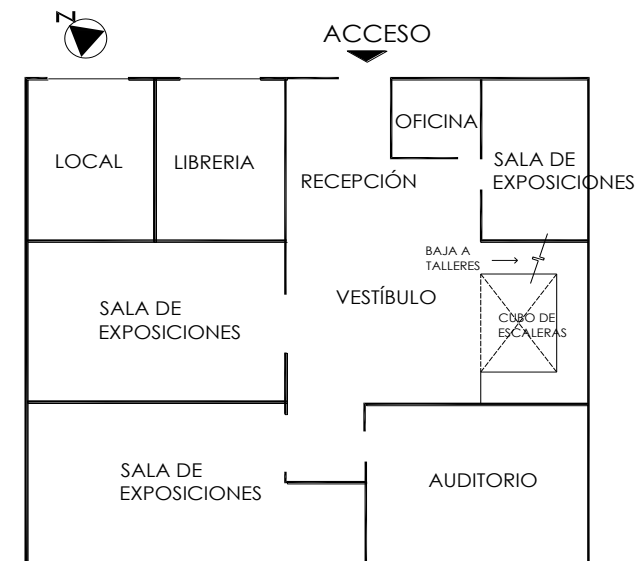 N
ACCESO
OFICINA
LOCAL
LIBRERIA
RECEPCIÓN
SALA DE
EXPOSICIONES
BAJA A
TALLERES
SALA DE
EXPOSICIONES
VESTÍBULO
CUBO DE
ESCALERAS
SALA DE
EXPOSICIONES
AUDITORIO